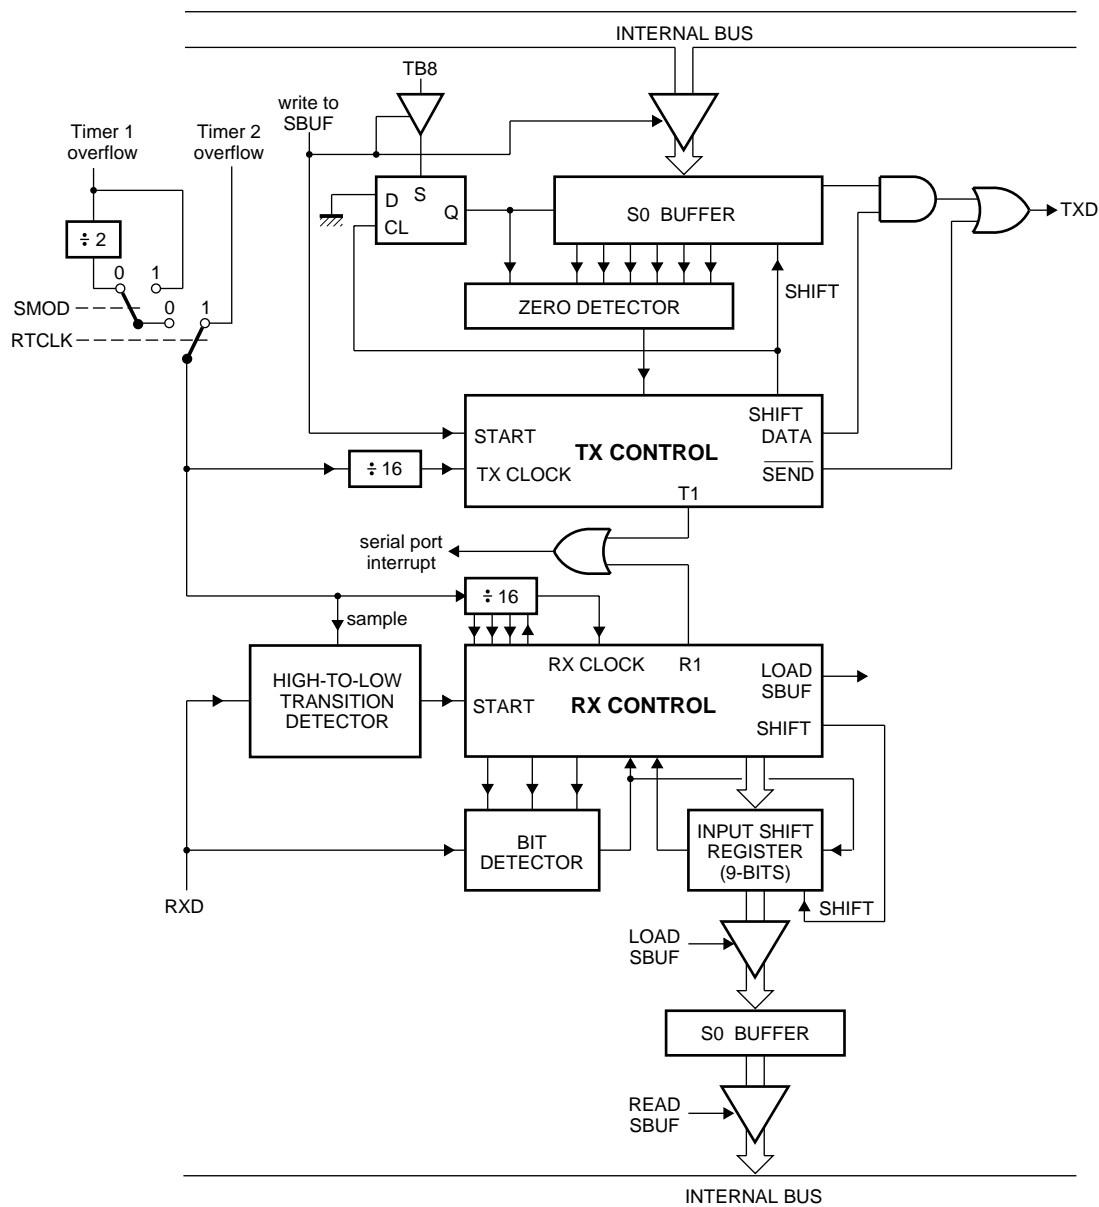 INTERNAL BUS
TB8
write to
SBUF
Timer 1
overflow
Timer 2
overflow
D
S
Q
CL
S0 BUFFER
TXD
÷ 2
0
1
SMOD
0
1
RTCLK
ZERO DETECTOR
SHIFT
SHIFT
START
TX CONTROL
DATA
÷ 16
TX CLOCK
SEND
T1
serial port
interrupt
÷ 16
sample
RX CLOCK
R1
HIGH-TO-LOW
TRANSITION
DETECTOR
START
RX CONTROL
LOAD
SBUF
SHIFT
BIT
DETECTOR
INPUT SHIFT
REGISTER
(9-BITS)
RXD
SHIFT
LOAD
SBUF
S0 BUFFER
READ
SBUF
INTERNAL BUS